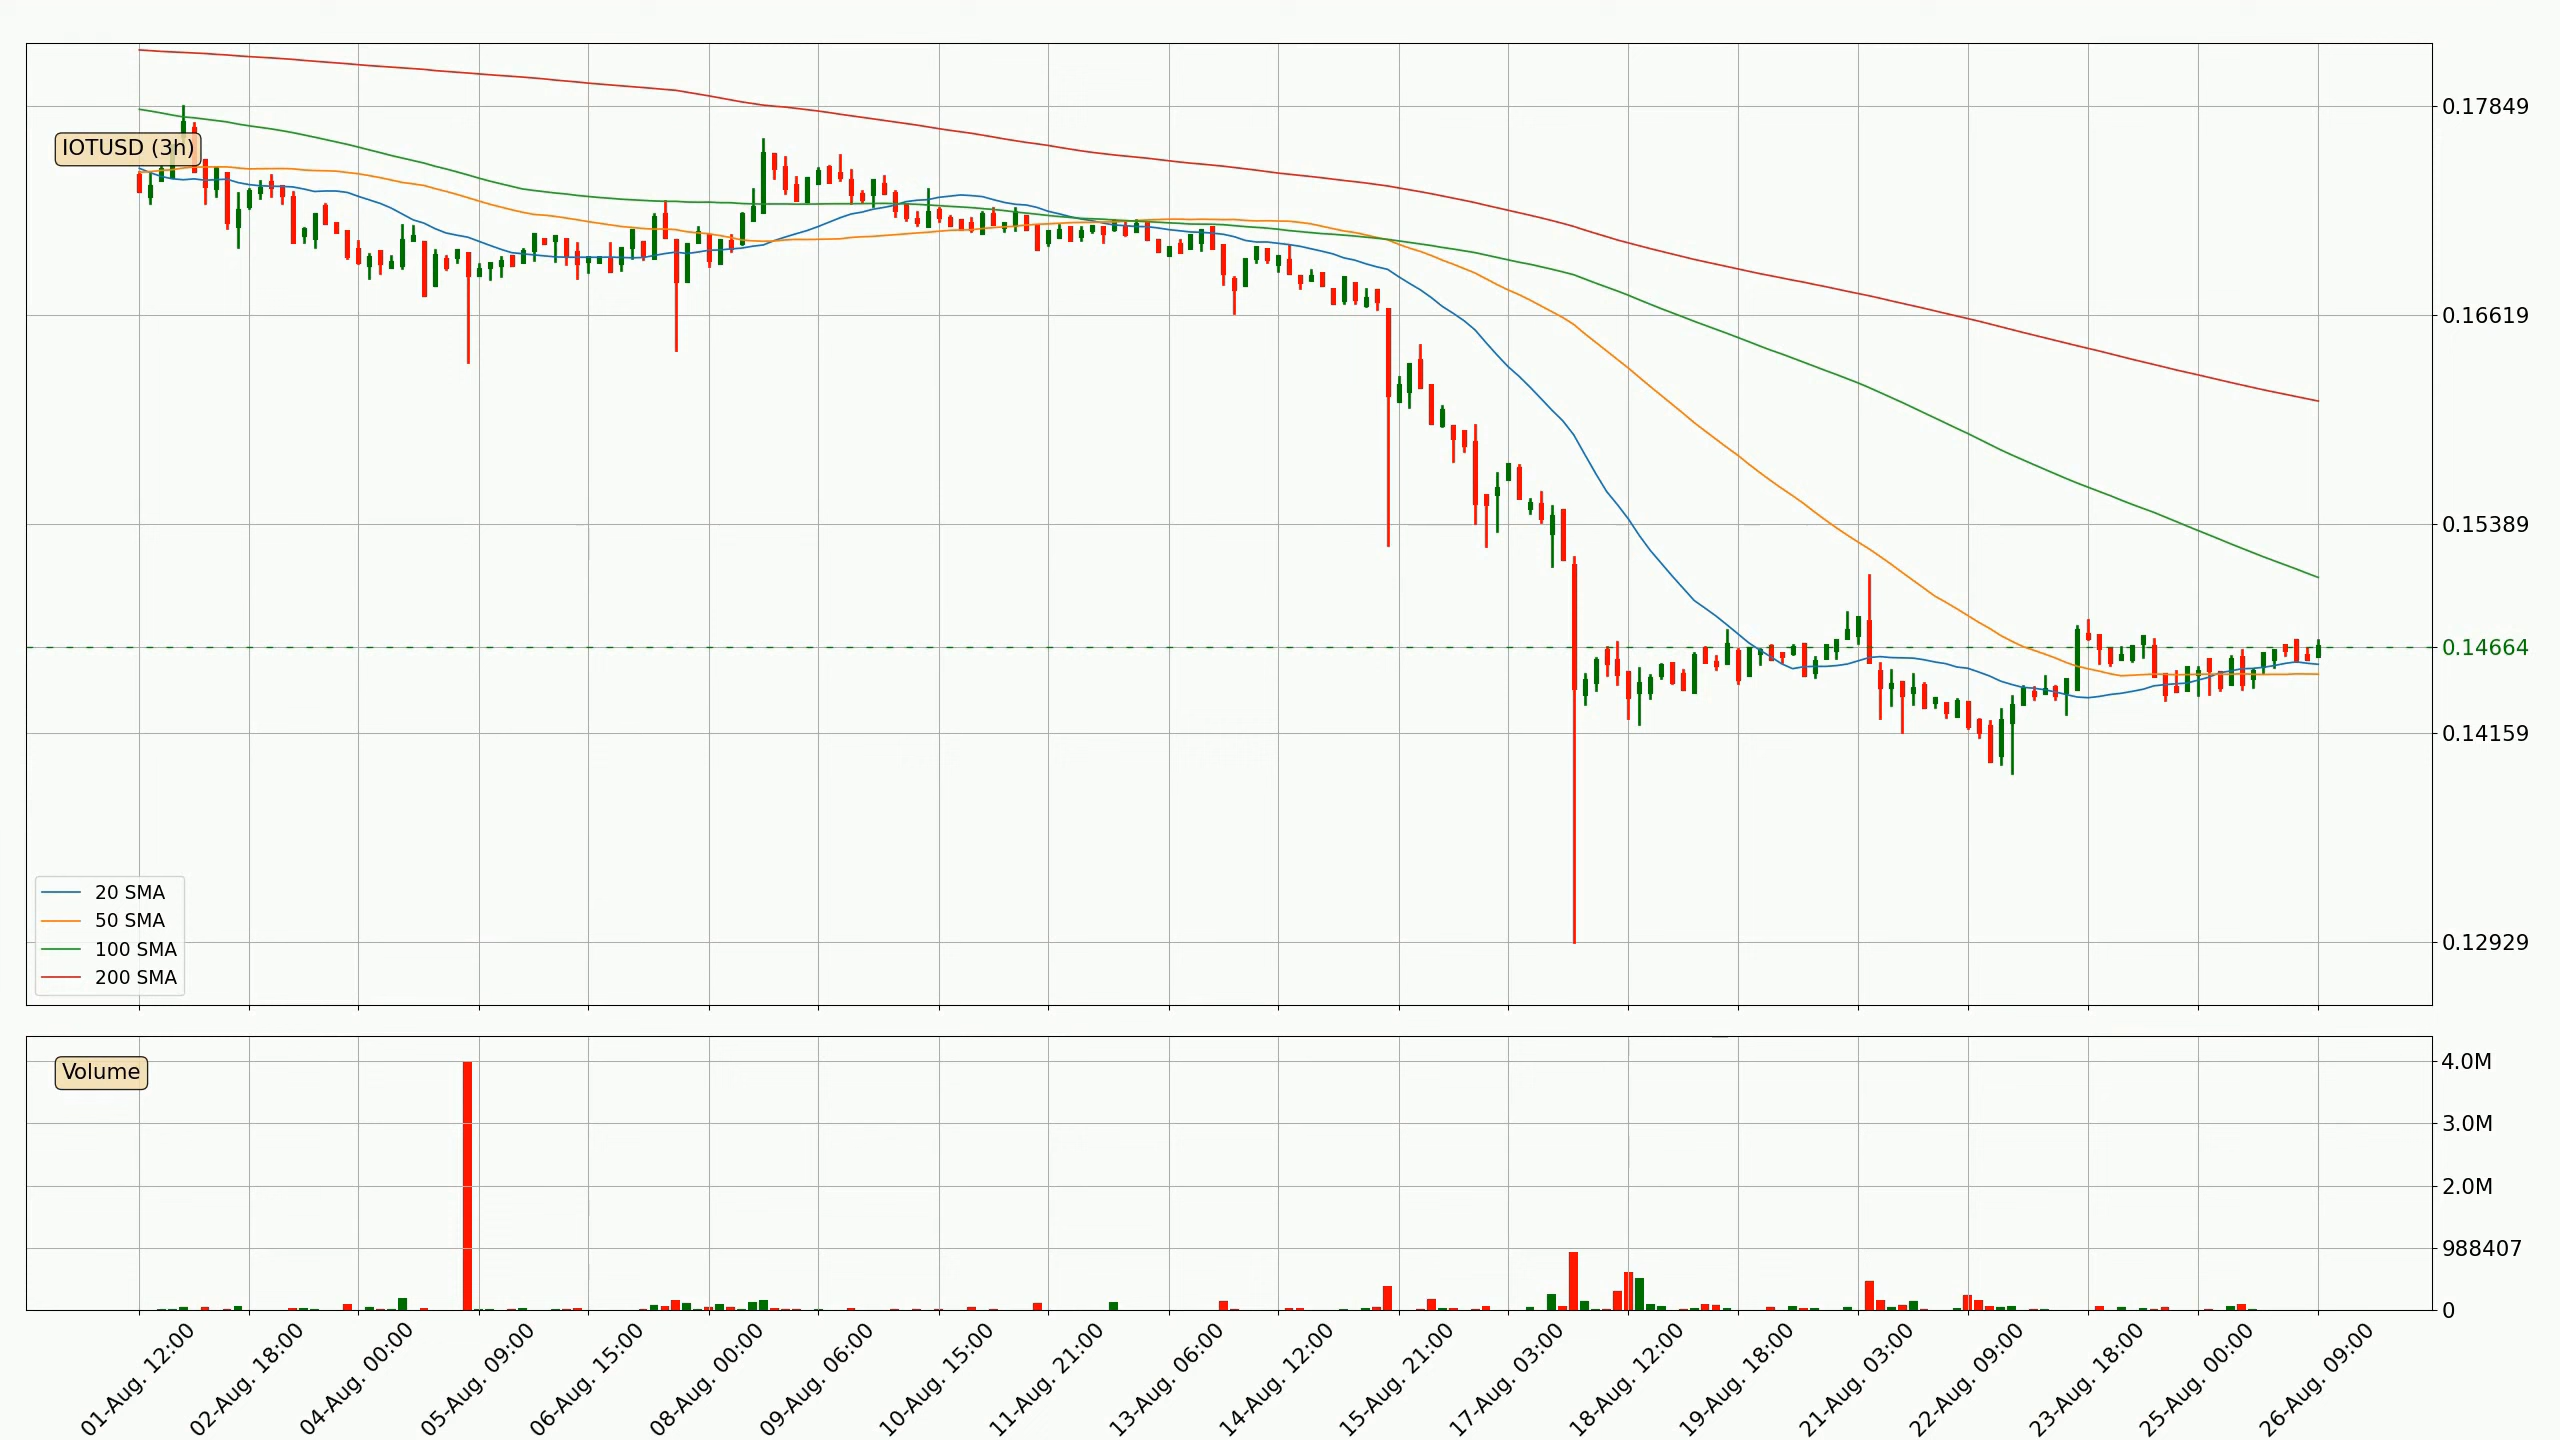 IOTUSD (3h)
0.17849
0.16619
0.15389
0.14664
0.14159
0.12929
20 SMA
50 SMA
100 SMA
200 SMA
Volume
4.0M
3.0M
2.0M
988407
0
01-Aug. 12:00
02-Aug. 18:00
04-Aug. 00:00
05-Aug. 09:00
06-Aug. 15:00
08-Aug. 00:00
09-Aug. 06:00
10-Aug. 15:00
11-Aug. 21:00
13-Aug. 06:00
14-Aug. 12:00
15-Aug. 21:00
17-Aug. 03:00
18-Aug. 12:00
19-Aug. 18:00
21-Aug. 03:00
22-Aug. 09:00
23-Aug. 18:00
25-Aug. 00:00
26-Aug. 09:00